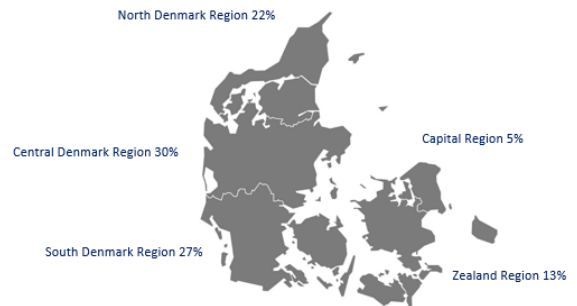 North Denmark Region 22%
Capital Region 5%
Central Denmark Region 30%
South Denmark Region 27%
Zealand Region 13%